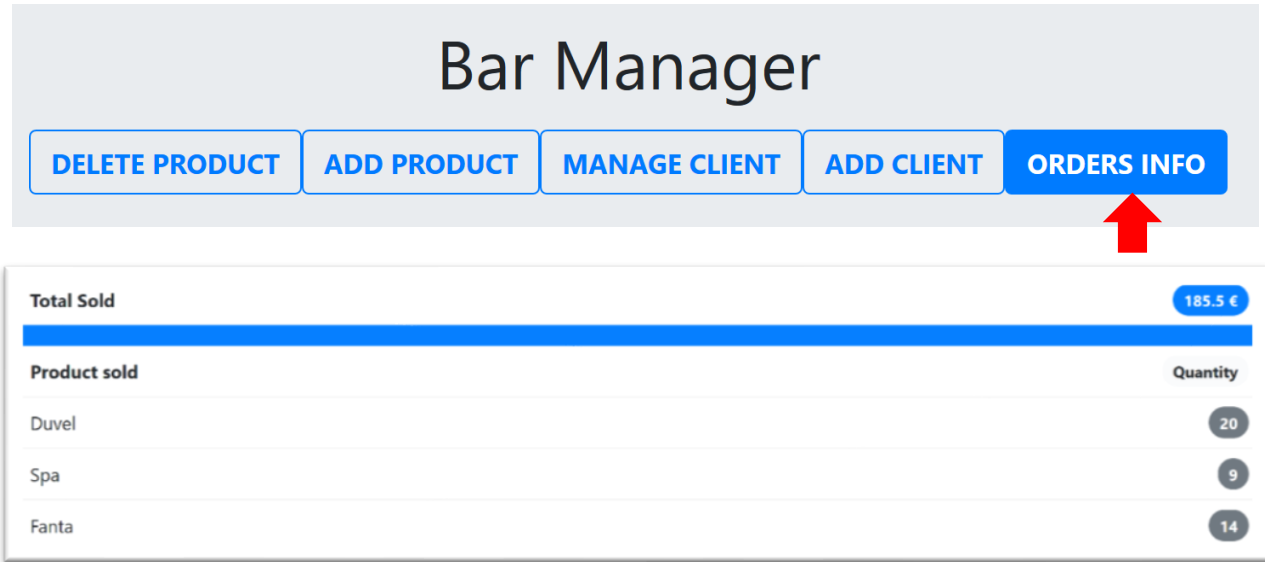 Bar Manager
DELETE PRODUCT ADD PRODUCT MANAGE CLIENT ADD CLIENT ORDERS INFO
Total Sold 185.5 €
Product sold Quantity
Duvel 20
Spa 9
Fanta 14